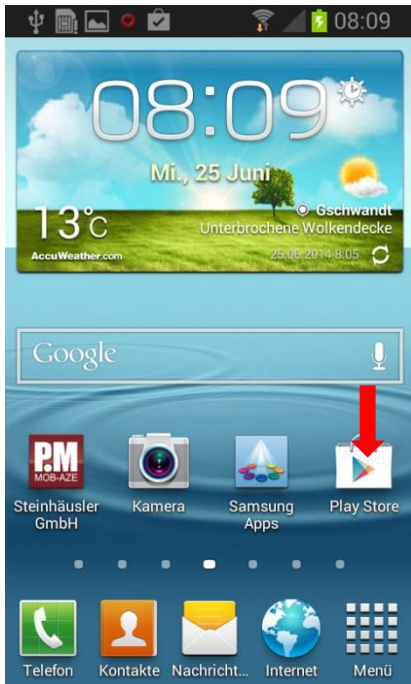 08:09
08:09
Mi., 25 Juni
Gschwandt
13°c
Unterbrochene Wolkendecke
AccuWeather.com
25.06.2014 8:05
Google
P.M
MOB-AZE
Steinhäusler GmbH
Kamera
Samsung Apps
Play Store
Telefon
Kontakte
Nachricht...
Internet
Menü